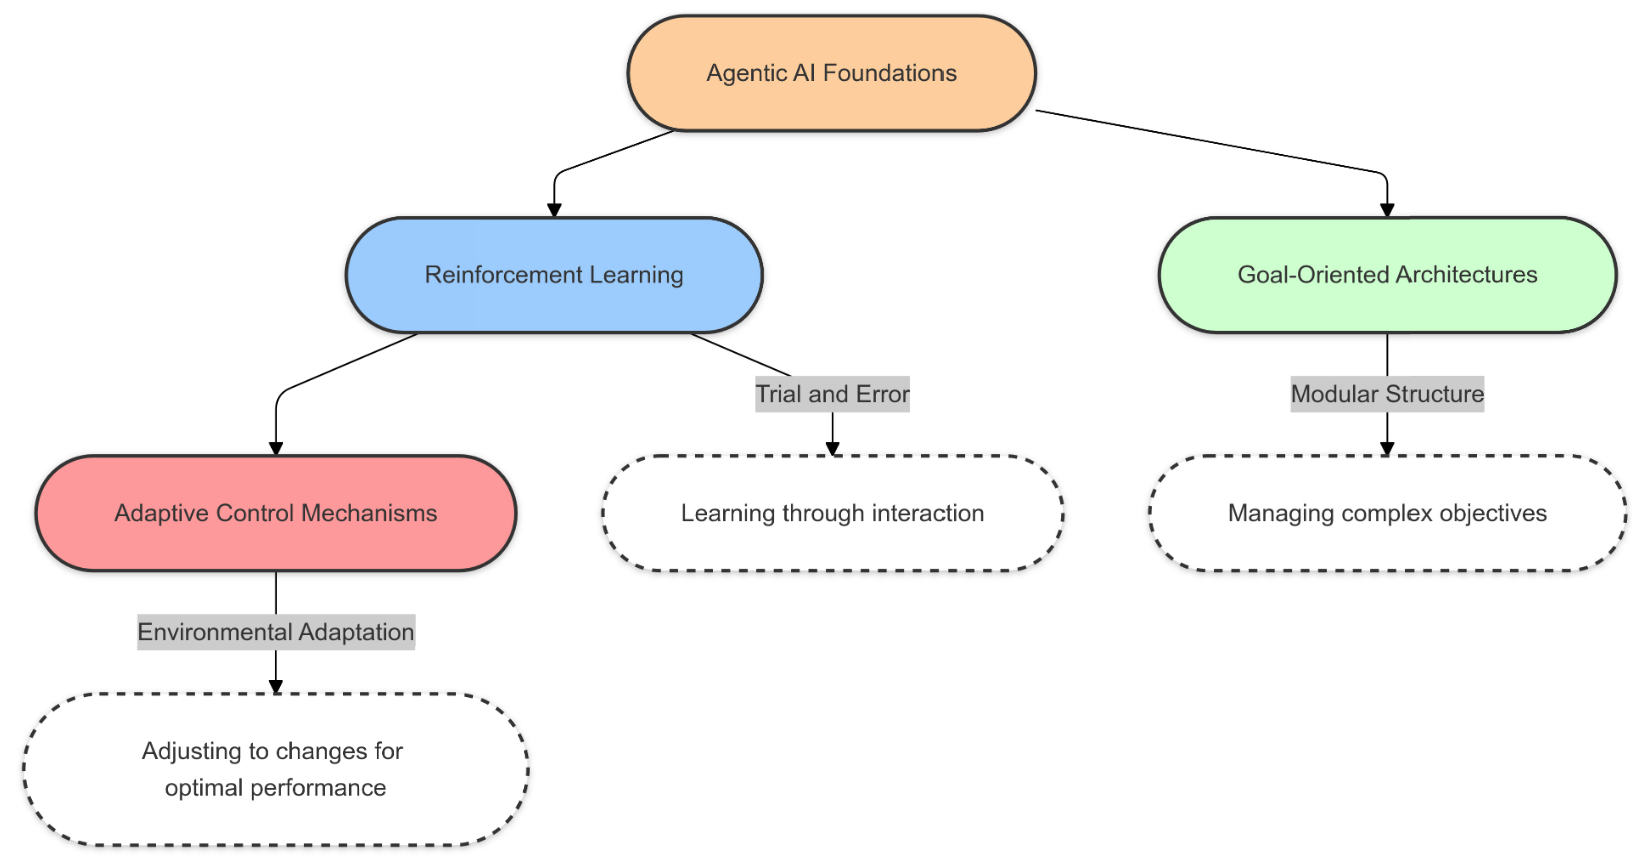 Agentic AI Foundations
Reinforcement Learning
Goal-Oriented Architectures
Trial and Error
Modular Structure
Adaptive Control Mechanisms
Learning through interaction
Managing complex objectives
Environmental Adaptation
Adjusting to changes for
optimal performance